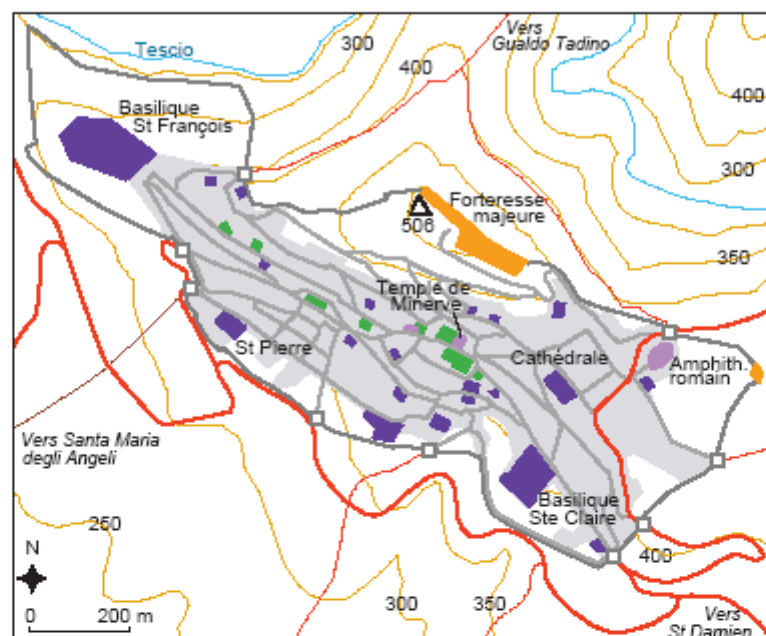 Vers
Gualdo Tadino
Tescio
300
400
350
400
Basilique
St François
300
Forteresse
majeure
506
350
Temple de
Minerve
St Pierre
Cathédrale
Amphith.
romain
Vers Santa Maria
degli Angeli
Basilique
Ste Claire
250
403
N
300
350
0
200 m
Vers
St Damien